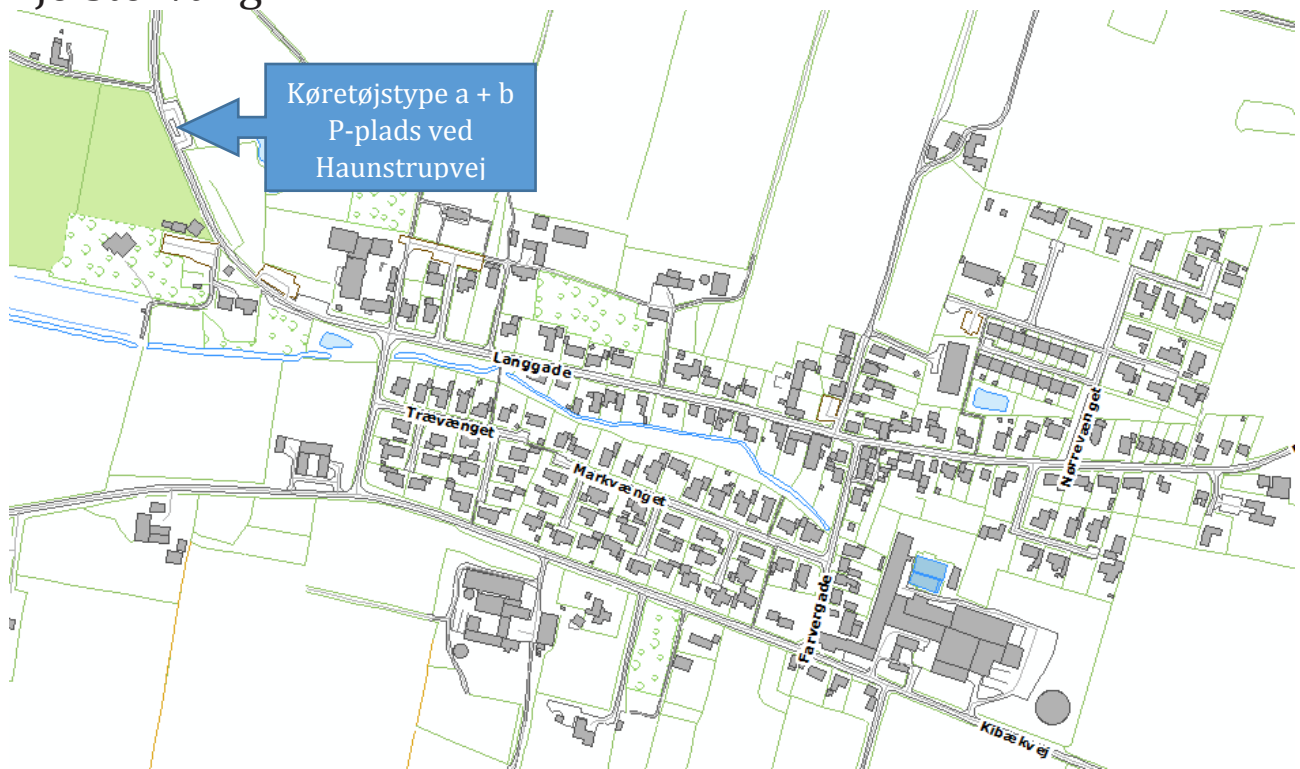 Køretøjstype a + b
P-plads ved
Haunstrupvej
Langgade
Trævænget
Markvænget
Nørrevænget
Farvergade
Kibækvej